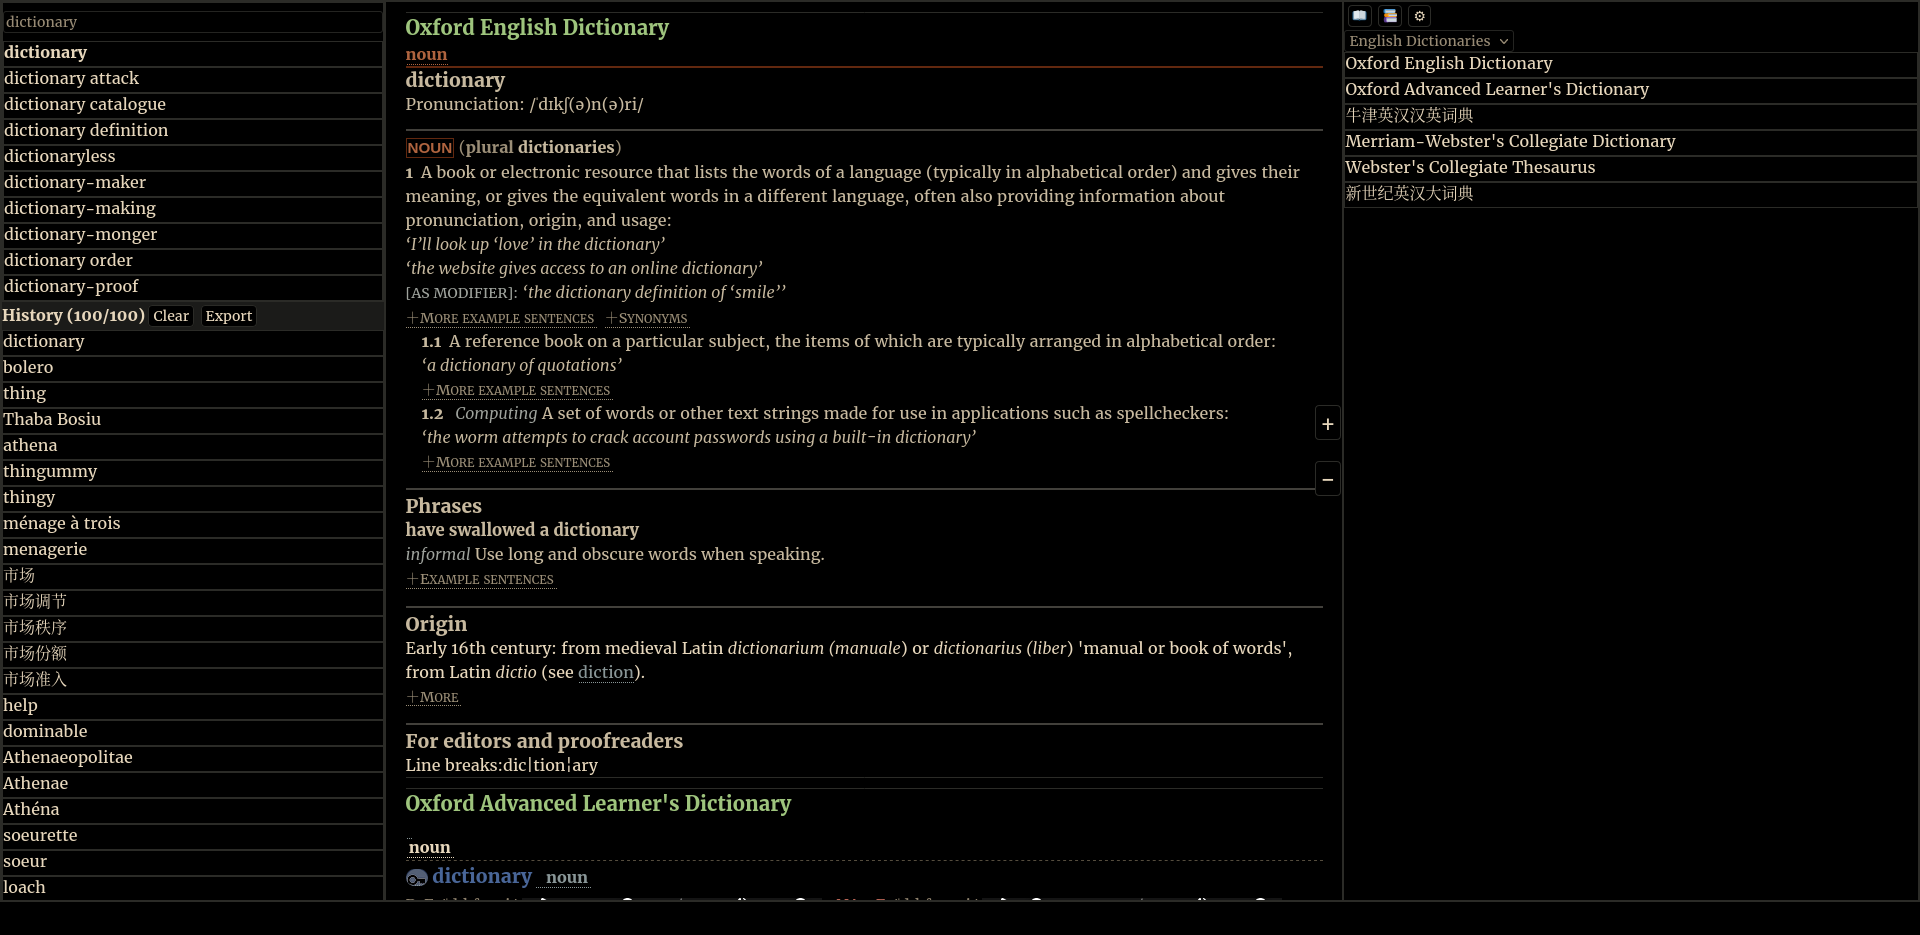 dictionary
dictionary
dictionary attack
dictionary catalogue
dictionary definition
dictionaryless
dictionary-maker
dictionary-making
dictionary-monger
dictionary order
dictionary-proof
History (100/100) Clear Export
dictionary
bolero
thing
Thaba Bosiu
athena
thingummy
thingy
ménage à trois
menagerie
市场
市场调节
市场秩序
市场份额
市场准入
help
dominable
Athenaeopolitae
Athenae
Athéna
soeurette
soeur
loach
Oxford English Dictionary
noun
dictionary
Pronunciation: /ˈdɪkʃ(ə)n(ə)ri/
NOUN (plural dictionaries)
1 A book or electronic resource that lists the words of a language (typically in alphabetical order) and gives their
meaning, or gives the equivalent words in a different language, often also providing information about
pronunciation, origin, and usage:
‘I’ll look up ‘love’ in the dictionary’
‘the website gives access to an online dictionary’
[AS MODIFIER]: ‘the dictionary definition of ‘smile’’
+MORE EXAMPLE SENTENCES +SYNONYMS
1.1 A reference book on a particular subject, the items of which are typically arranged in alphabetical order:
‘a dictionary of quotations’
+MORE EXAMPLE SENTENCES
1.2 Computing A set of words or other text strings made for use in applications such as spellcheckers:
‘the worm attempts to crack account passwords using a built-in dictionary’
+MORE EXAMPLE SENTENCES
Phrases
have swallowed a dictionary
informal Use long and obscure words when speaking.
+EXAMPLE SENTENCES
Origin
Early 16th century: from medieval Latin dictionarium (manuale) or dictionarius (liber) 'manual or book of words',
from Latin dictio (see diction).
+MORE
For editors and proofreaders
Line breaks:dic|tion¦ary
Oxford Advanced Learner's Dictionary
noun
dictionary noun
+
−
English Dictionaries
Oxford English Dictionary
Oxford Advanced Learner's Dictionary
牛津英汉汉英词典
Merriam-Webster's Collegiate Dictionary
Webster's Collegiate Thesaurus
新世纪英汉大词典